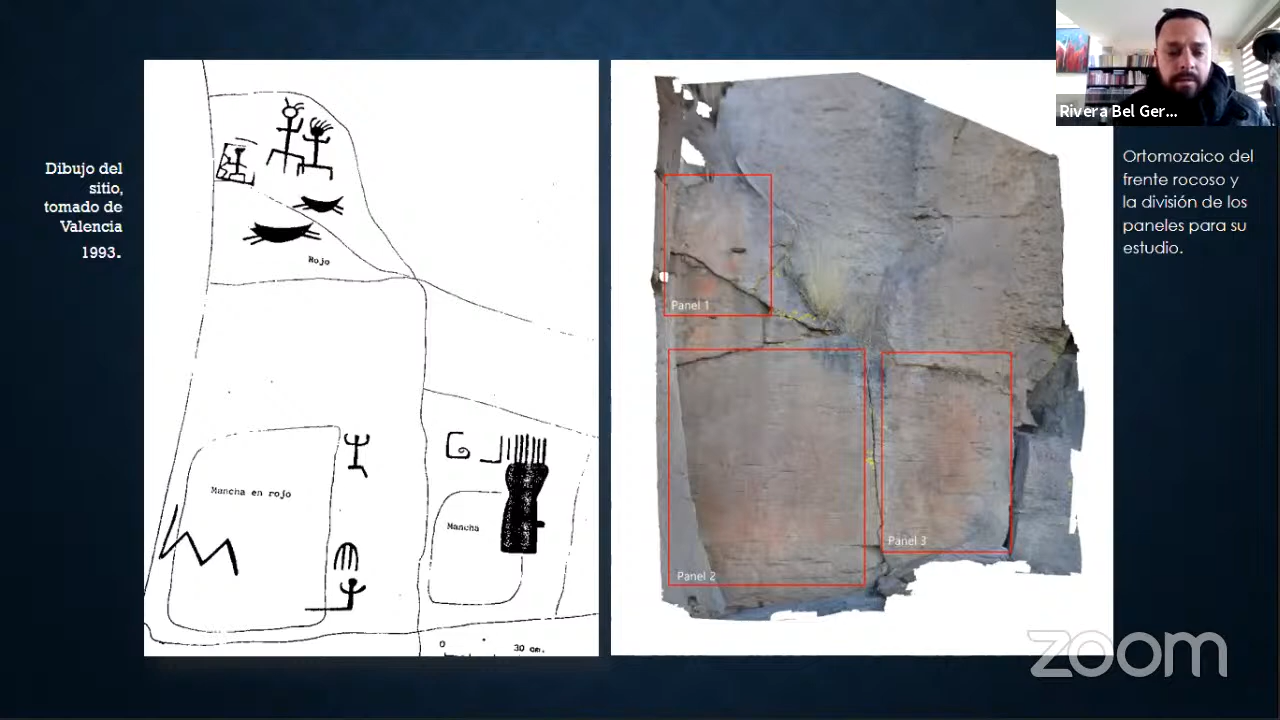 Rivera Bel Ger...
Dibujo del
sitio,
tomado de
Valencia
1993.
Rojo
Mancha en rojo
Mancha
0
30 cm.
Panel 1
Panel 2
Panel 3
Ortomozaico del
frente rocoso y
la división de los
paneles para su
estudio.
zoom